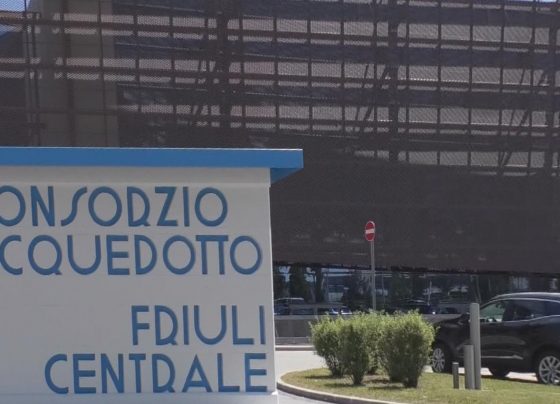 ONSORZIO
CQUEDOTTO
FRIULI
CENTRALE